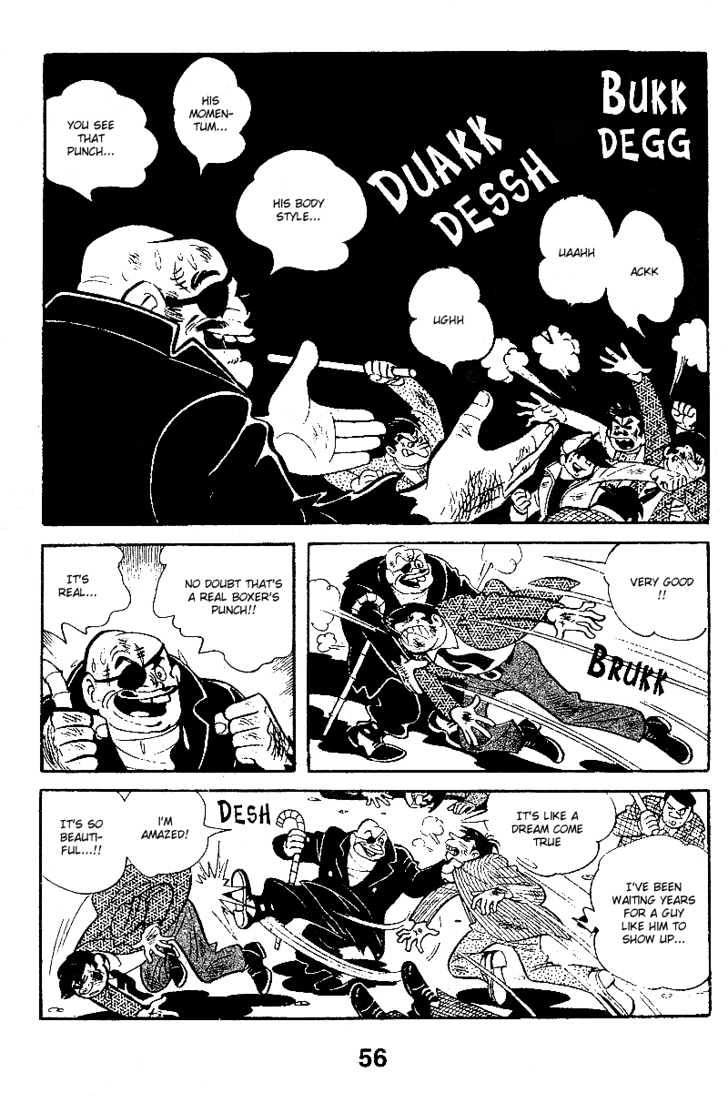 YOU SEE
THAT
PUNCH...
HIS
MOMEN-
TUM...
HIS BODY
STYLE...
DUAKK
DESSH
BUKK
DEGG
UGHH
UAAHH
ACKK
IT'S
REAL...
NO DOUBT THAT'S
A REAL BOXER'S
PUNCH!!
VERY GOOD
!!
BRUKK
IT'S SO
BEAUTI-
FUL...!!
I'M
AMAZED!
DESH
IT'S LIKE A
DREAM COME
TRUE
I'VE BEEN
WAITING YEARS
FOR A GUY
LIKE HIM TO
SHOW UP...
56